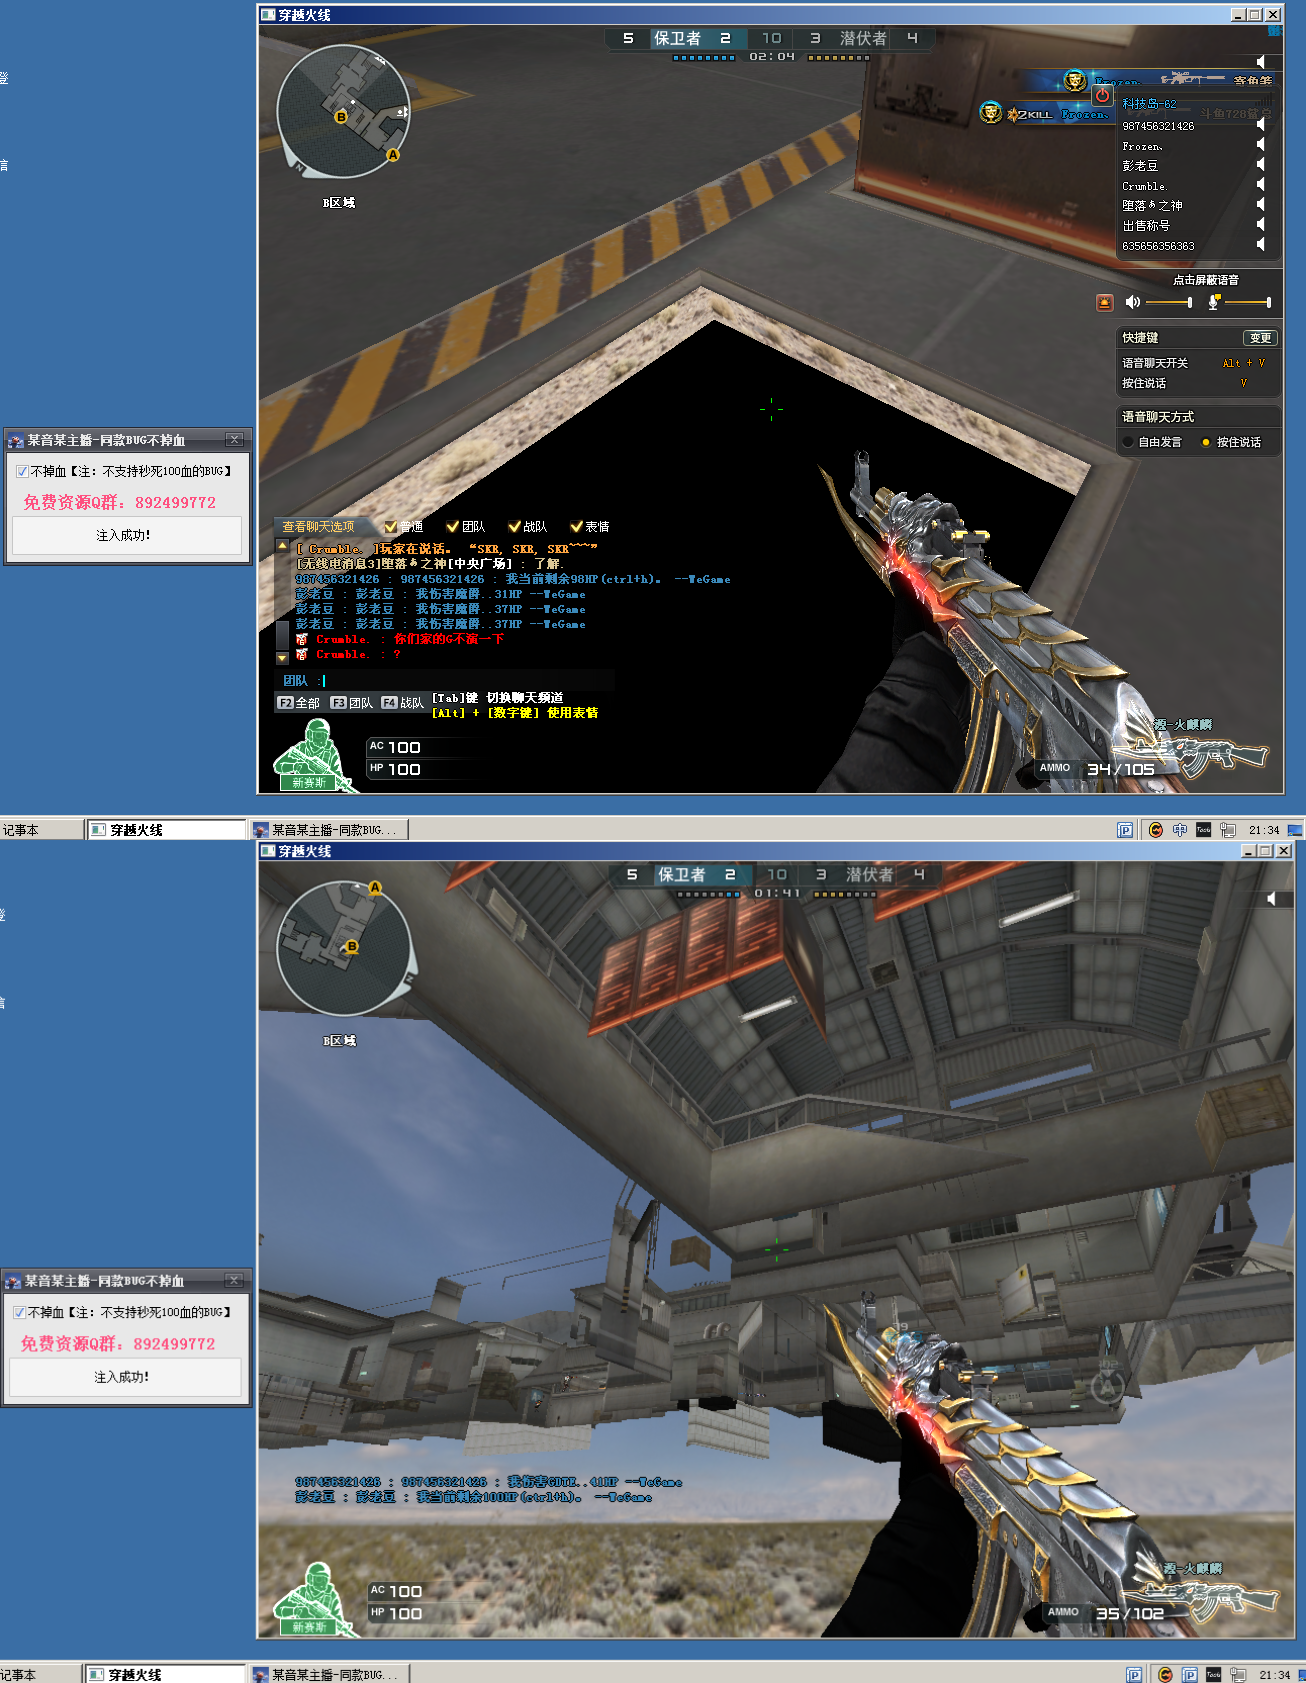 穿越火线
5 保卫者 2 10 3 潜伏者 4
02:04
登
信
B
A
N
B区域
Frozen、
2KILL Frozen、
科技岛-62
987456321426
Frozen、
彭老豆
Crumble.
堕落ぁ之神
出售称号
635656356363
点击屏蔽语音
快捷键 变更
语音聊天开关 Alt + V
按住说话 V
语音聊天方式
自由发言 按住说话
某音某主播-同款BUG不掉血
不掉血【注：不支持秒死100血的BUG】
免费资源Q群：892499772
注入成功!
查看聊天选项 普通 团队 战队 表情
[ Crumble. ]玩家在说话。 “SKR, SKR, SKR~~~”
[无线电消息3]堕落ぁ之神[中央广场] : 了解.
987456321426 : 987456321426 : 我当前剩余98HP(ctrl+h)。 --WeGame
彭老豆 : 彭老豆 : 我伤害魔爵..31HP --WeGame
彭老豆 : 彭老豆 : 我伤害魔爵..37HP --WeGame
彭老豆 : 彭老豆 : 我伤害魔爵..37HP --WeGame
Crumble. : 你们家的G不演一下
Crumble. : ?
团队 :
F2 全部 F3 团队 F4 战队
[Tab]键 切换聊天频道
[Alt] + [数字键] 使用表情
新赛斯
AC 100
HP 100
源-火麒麟
AMMO 34/105
记事本 穿越火线 某音某主播-同款BUG... 中 Tools 21:34
穿越火线
5 保卫者 2 10 3 潜伏者 4
01:41
A
B
N
B区域
登
信
某音某主播-同款BUG不掉血
不掉血【注：不支持秒死100血的BUG】
免费资源Q群：892499772
注入成功!
987456321426 : 987456321426 : 我伤害GDTE..41HP --WeGame
彭老豆 : 彭老豆 : 我当前剩余100HP(ctrl+h)。 --WeGame
新赛斯
AC 100
HP 100
源-火麒麟
AMMO 35/102
记事本 穿越火线 某音某主播-同款BUG... Tools 21:34